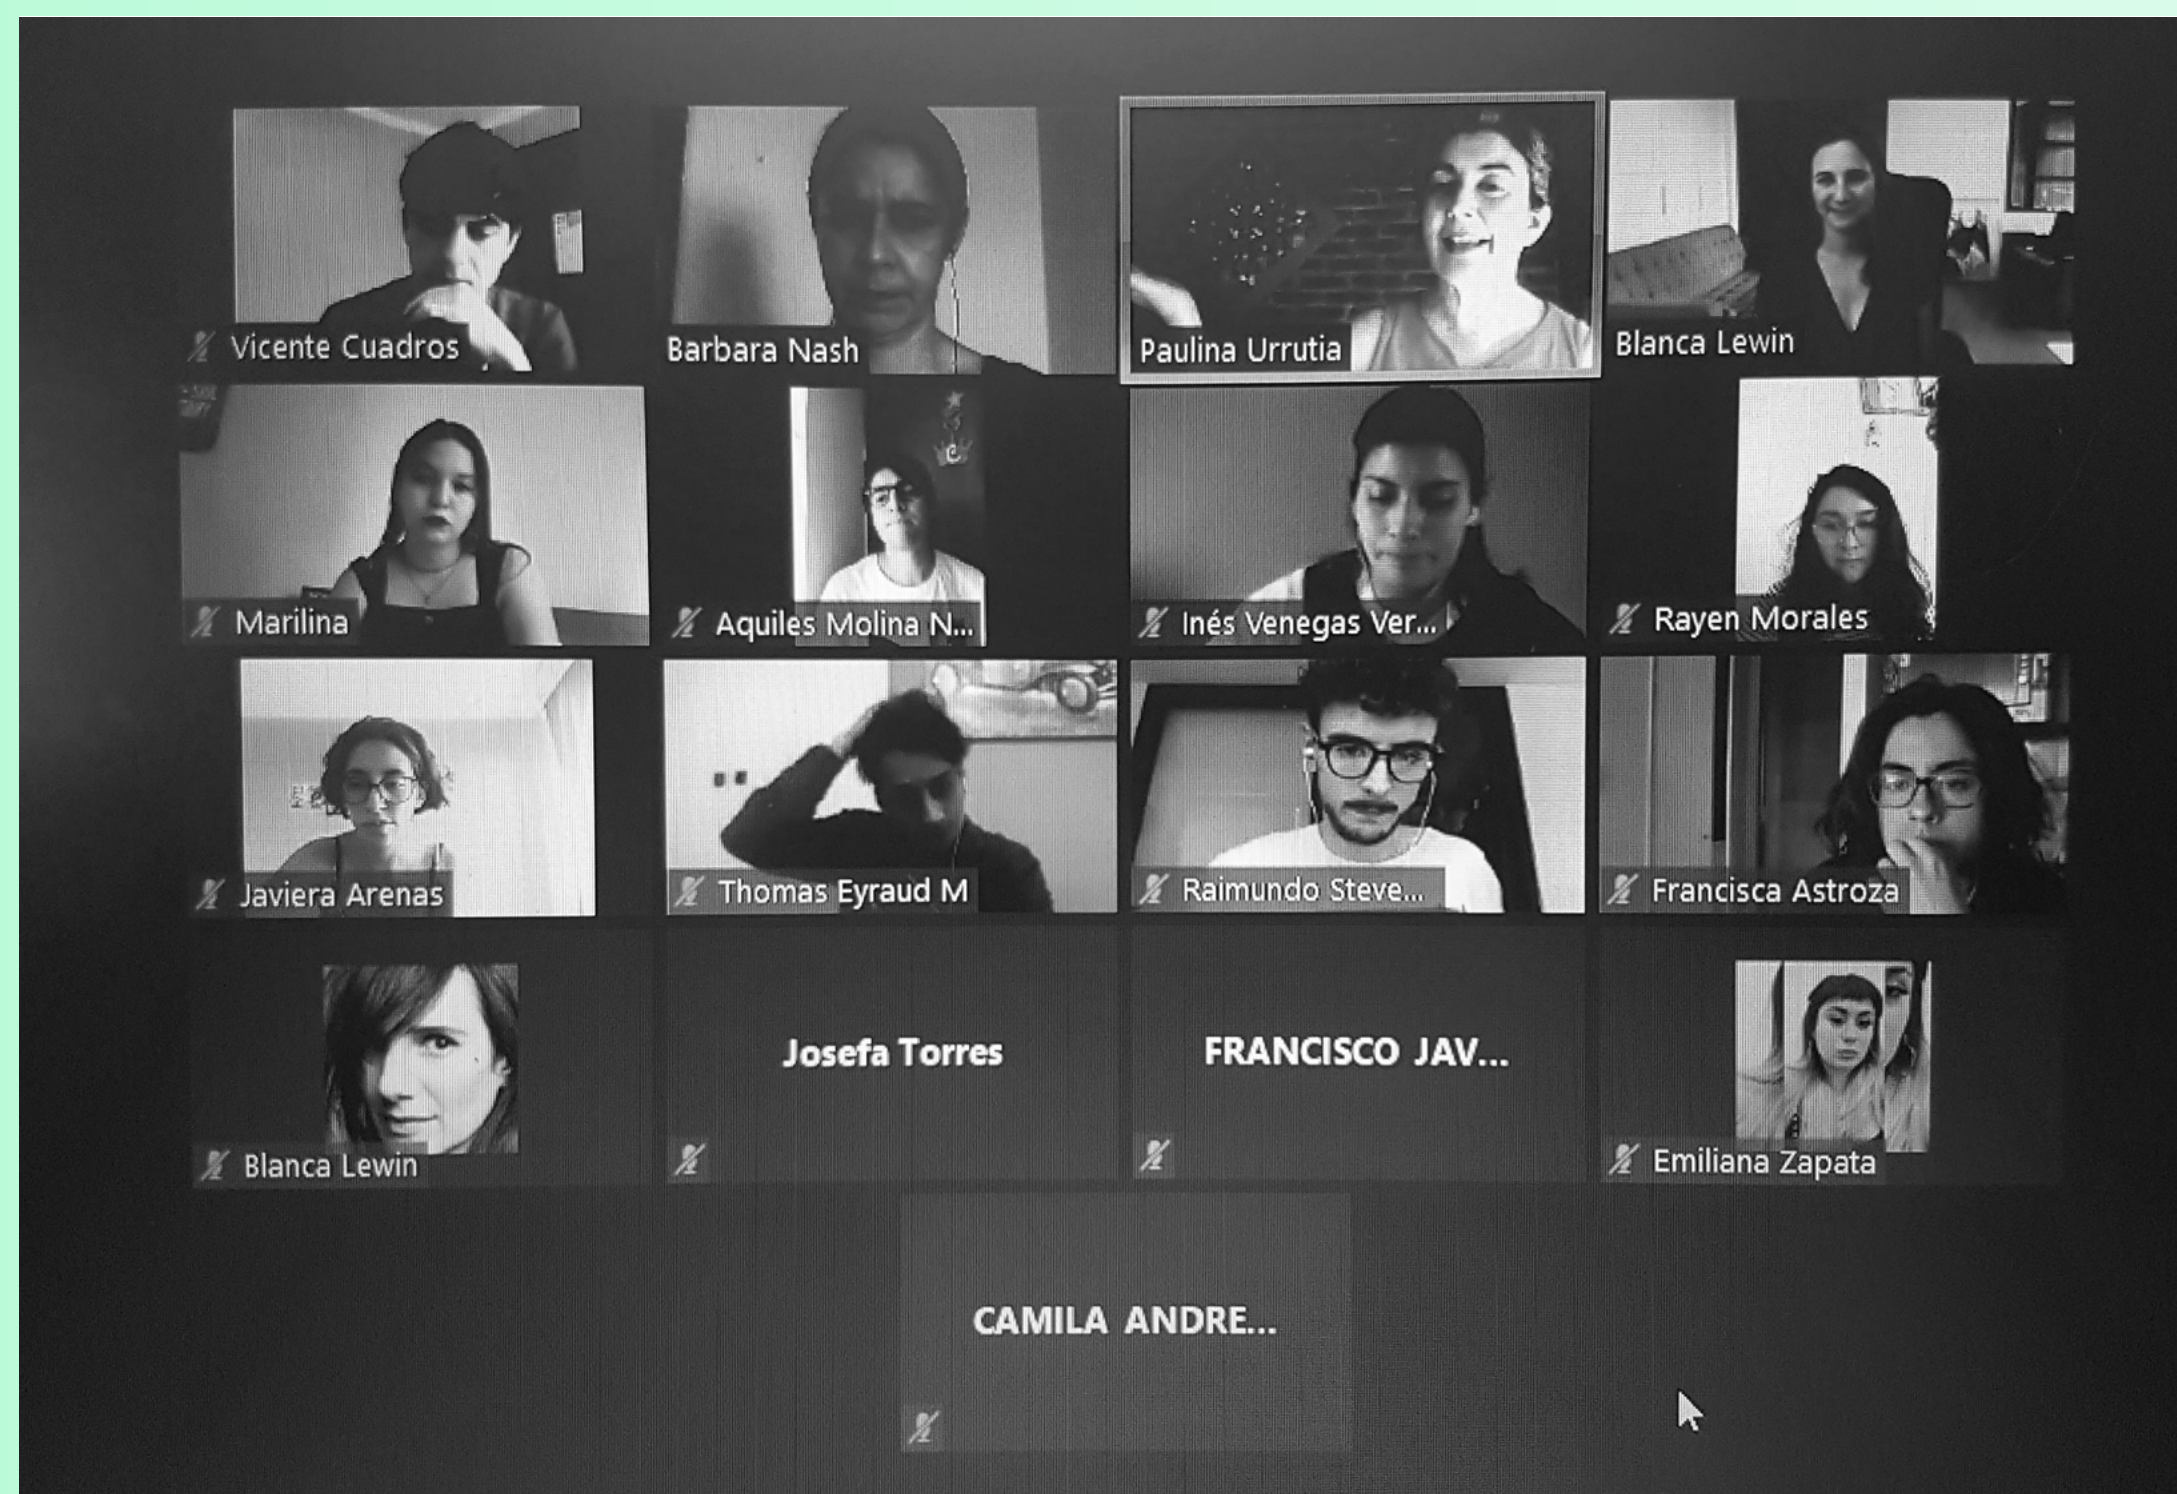 Vicente Cuadros
Barbara Nash
Paulina Urrutia
Blanca Lewin
Marilina
Aquiles Molina N...
Inés Venegas Ver...
Rayen Morales
Javiera Arenas
Thomas Eyraud M
Raimundo Steve...
Francisca Astroza
Blanca Lewin
Josefa Torres
FRANCISCO JAV...
Emiliana Zapata
CAMILA ANDRE...